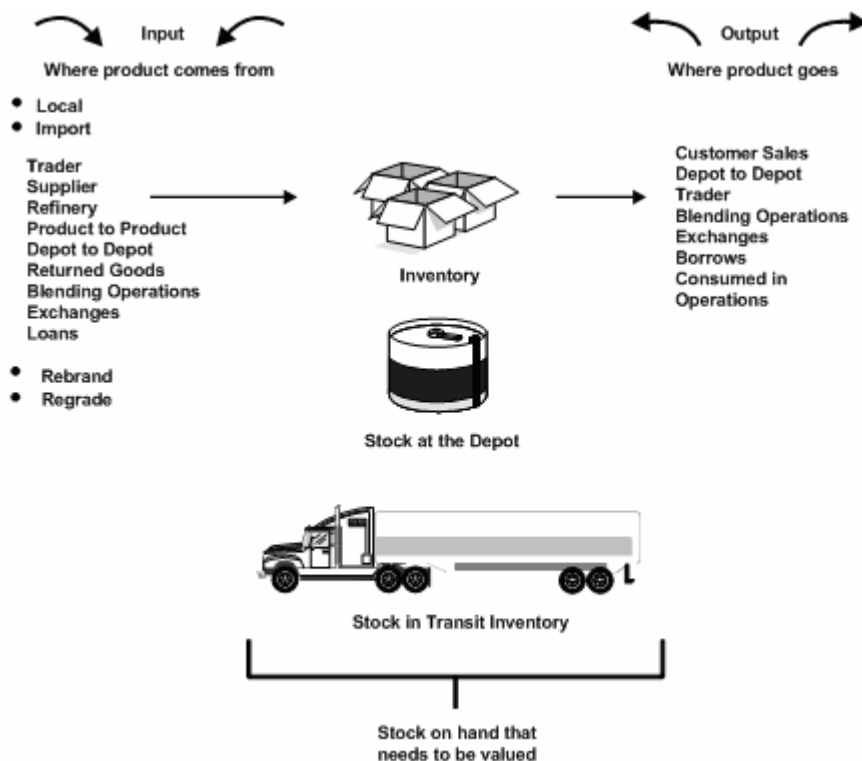 Input
Where product comes from
• Local
• Import
Trader
Supplier
Refinery
Product to Product
Depot to Depot
Returned Goods
Blending Operations
Exchanges
Loans
• Rebrand
• Regrade
Inventory
Stock at the Depot
Stock in Transit Inventory
Stock on hand that
needs to be valued
Output
Where product goes
Customer Sales
Depot to Depot
Trader
Blending Operations
Exchanges
Borrows
Consumed in
Operations